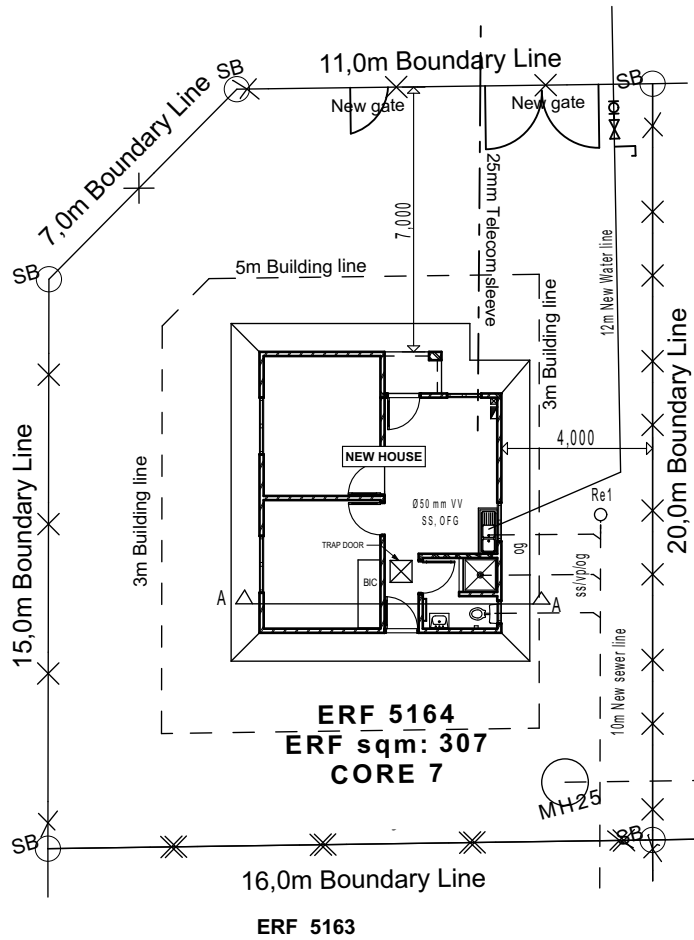 11,0m Boundary Line
SB
SB
New gate
New gate
7,0m Boundary Line
25mm Telecom sleeve
7,000
12m New Water line
SB
5m Building line
3m Building line
4,000
NEW HOUSE
Re1
20,0m Boundary Line
Ø50 mm VV
SS, OFG
3m Building line
TRAP DOOR
og
ss/vp/og
BIC
A
A
15,0m Boundary Line
10m New sewer line
ERF 5164
ERF sqm: 307
CORE 7
MH25
SB
SB
16,0m Boundary Line
ERF 5163